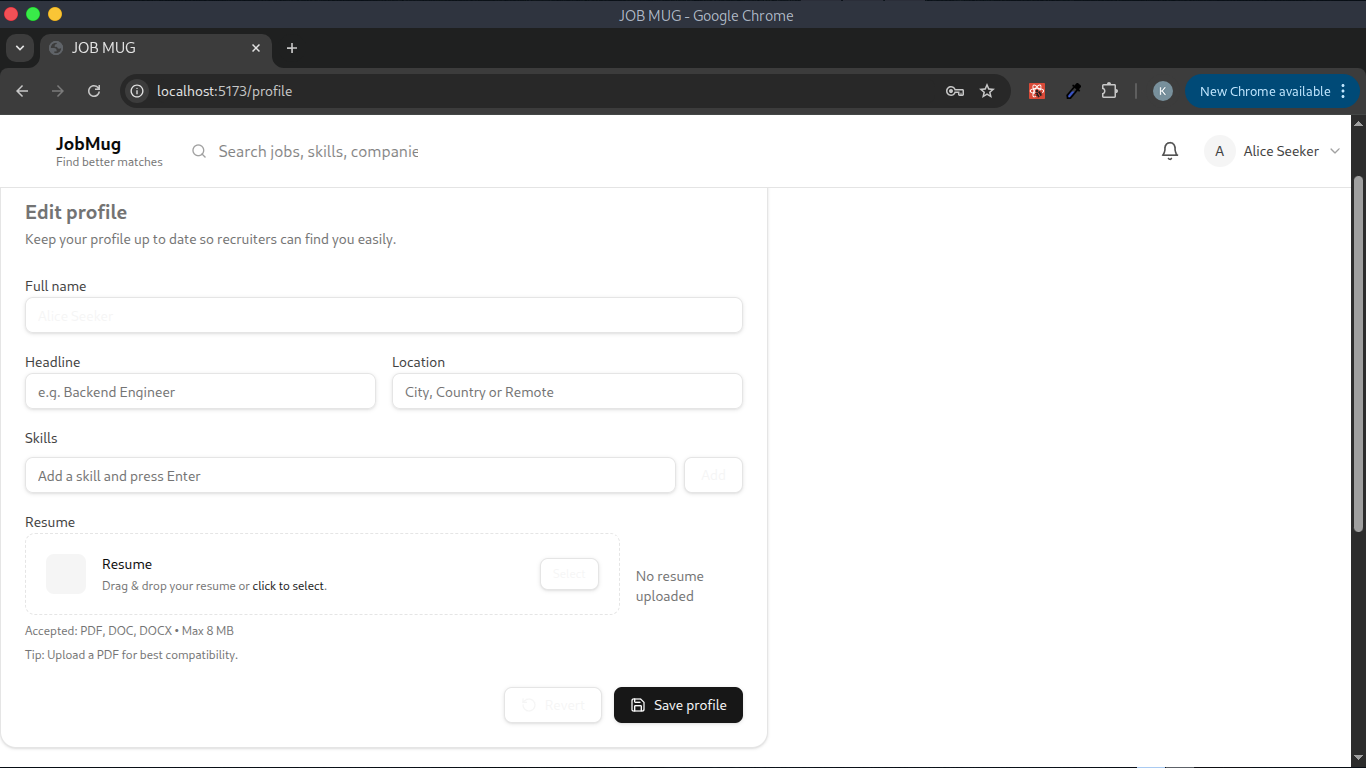 JOB MUG - Google Chrome
JOB MUG
localhost:5173/profile
K
New Chrome available
JobMug
Find better matches
Search jobs, skills, companie
A
Alice Seeker
Edit profile
Keep your profile up to date so recruiters can find you easily.
Full name
Alice Seeker
Headline
Location
e.g. Backend Engineer
City, Country or Remote
Skills
Add a skill and press Enter
Add
Resume
Resume
Drag & drop your resume or click to select.
Select
No resume
uploaded
Accepted: PDF, DOC, DOCX • Max 8 MB
Tip: Upload a PDF for best compatibility.
Revert
Save profile